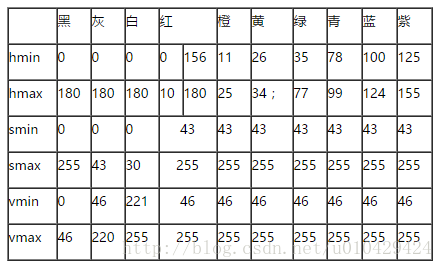 黑 灰 白 红 橙 黄 绿 青 蓝 紫
hmin 0 0 0 0 156 11 26 35 78 100 125
hmax 180 180 180 10 180 25 34； 77 99 124 155
smin 0 0 0 43 43 43 43 43 43 43
smax 255 43 30 255 255 255 255 255 255 255
vmin 0 46 221 46 46 46 46 46 46 46
vmax 46 220 255 255 255 255 255 255 255 255
http://blog.csdn.net/u010429424